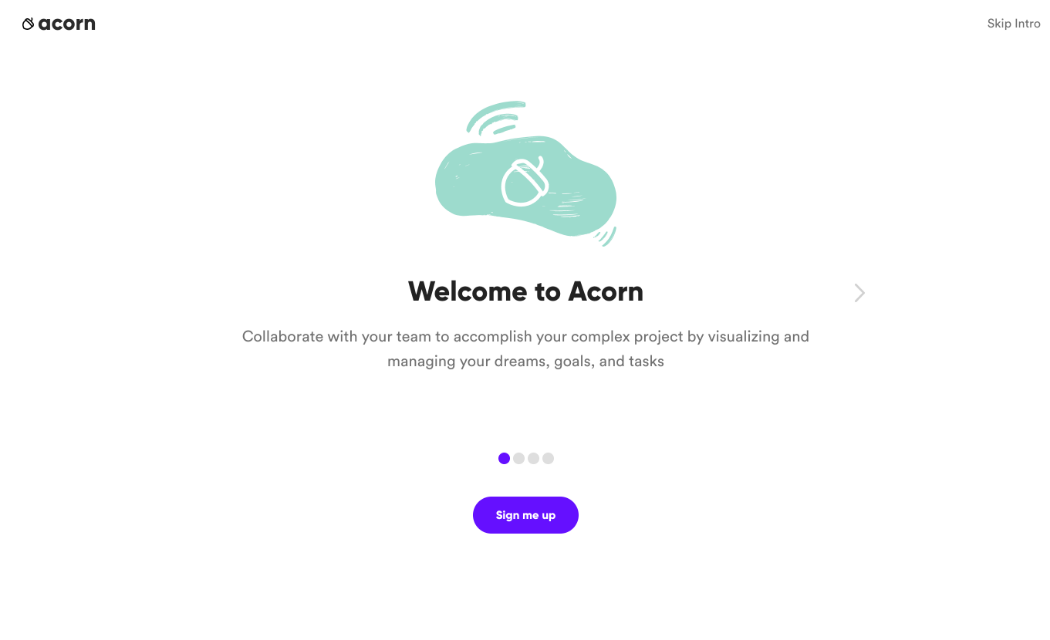 acorn
Skip Intro
Welcome to Acorn
Collaborate with your team to accomplish your complex project by visualizing and
managing your dreams, goals, and tasks
Sign me up